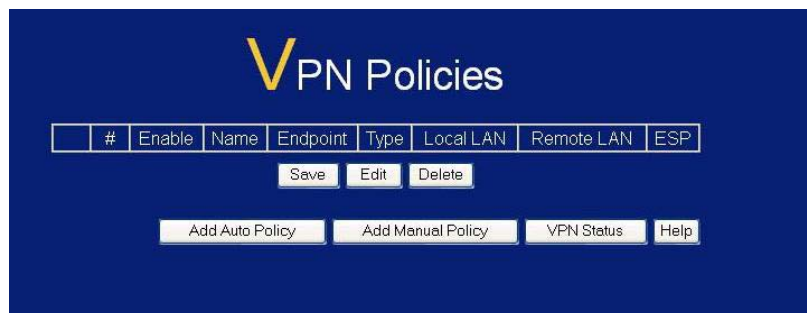 VPN Policies
# Enable Name Endpoint Type Local LAN Remote LAN ESP
Save Edit Delete
Add Auto Policy Add Manual Policy VPN Status Help